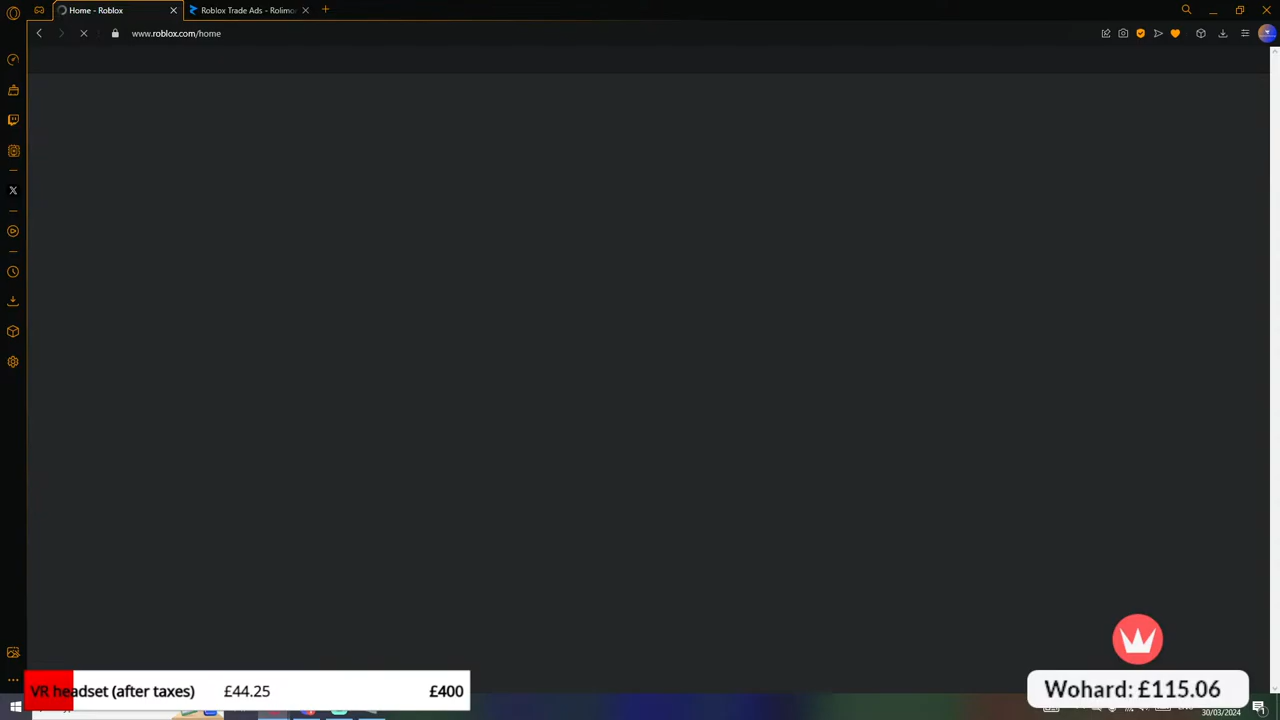 Home - Roblox
Roblox Trade Ads - Rolimo
www.roblox.com/home
VR headset (after taxes) £44.25 £400
Wohard: £115.06
30/03/2024